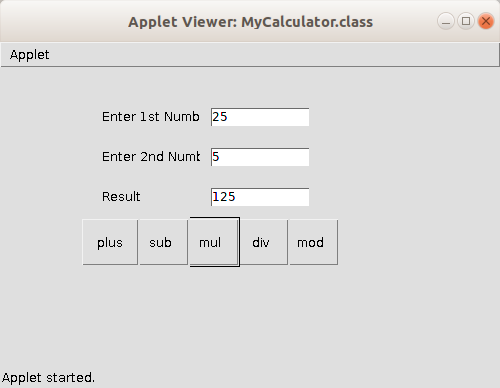 Applet Viewer: MyCalculator.class
Applet
Enter 1st Numb 25
Enter 2nd Numb 5
Result 125
plus sub mul div mod
Applet started.